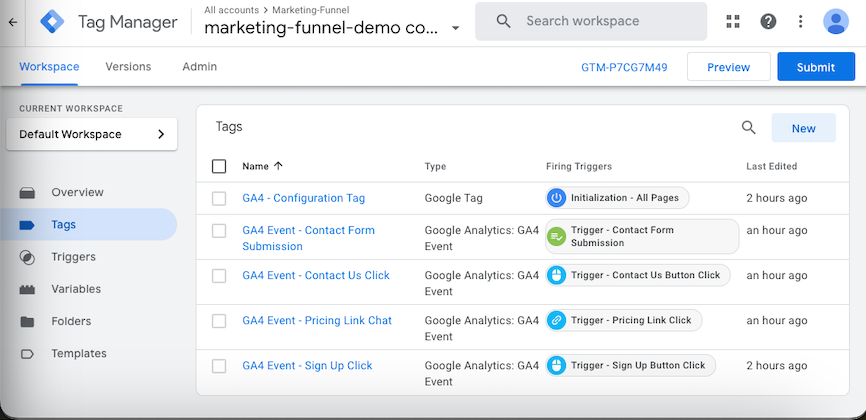 Tag Manager
All accounts > Marketing-Funnel
marketing-funnel-demo co...
Search workspace
Workspace
Versions
Admin
GTM-P7CG7M49
Preview
Submit
CURRENT WORKSPACE
Default Workspace
Overview
Tags
Triggers
Variables
Folders
Templates
Tags
New
Name
Type
Firing Triggers
Last Edited
GA4 - Configuration Tag
Google Tag
Initialization - All Pages
2 hours ago
GA4 Event - Contact Form
Submission
Google Analytics: GA4
Event
Trigger - Contact Form
Submission
an hour ago
GA4 Event - Contact Us Click
Google Analytics: GA4
Event
Trigger - Contact Us Button Click
an hour ago
GA4 Event - Pricing Link Chat
Google Analytics: GA4
Event
Trigger - Pricing Link Click
an hour ago
GA4 Event - Sign Up Click
Google Analytics: GA4
Event
Trigger - Sign Up Button Click
2 hours ago